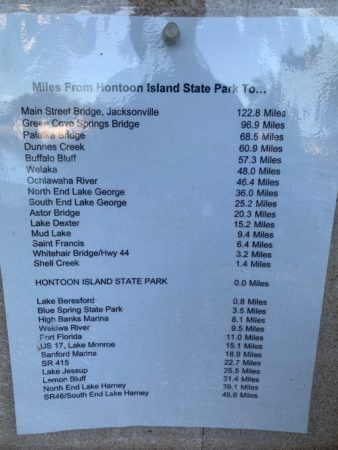 Miles From Hontoon Island State Park To...
Main Street Bridge, Jacksonville 122.8 Miles
Green Cove Springs Bridge 96.9 Miles
Palatka Bridge 68.5 Miles
Dunnes Creek 60.9 Miles
Buffalo Bluff 57.3 Miles
Welaka 48.0 Miles
Ochlawaha River 46.4 Miles
North End Lake George 36.0 Miles
South End Lake George 25.2 Miles
Astor Bridge 20.3 Miles
Lake Dexter 15.2 Miles
Mud Lake 9.4 Miles
Saint Francis 6.4 Miles
Whitehair Bridge/Hwy 44 3.2 Miles
Shell Creek 1.4 Miles
HONTOON ISLAND STATE PARK 0.0 Miles
Lake Beresford 0.8 Miles
Blue Spring State Park 3.5 Miles
High Banks Marina 6.1 Miles
Wekiwa River 9.5 Miles
Fort Florida 11.0 Miles
US 17, Lake Monroe 15.1 Miles
Sanford Marina 18.9 Miles
SR 415 22.7 Miles
Lake Jessup 25.5 Miles
Lemon Bluff 31.4 Miles
North End Lake Harney 39.1 Miles
SR46/South End Lake Harney 45.8 Miles